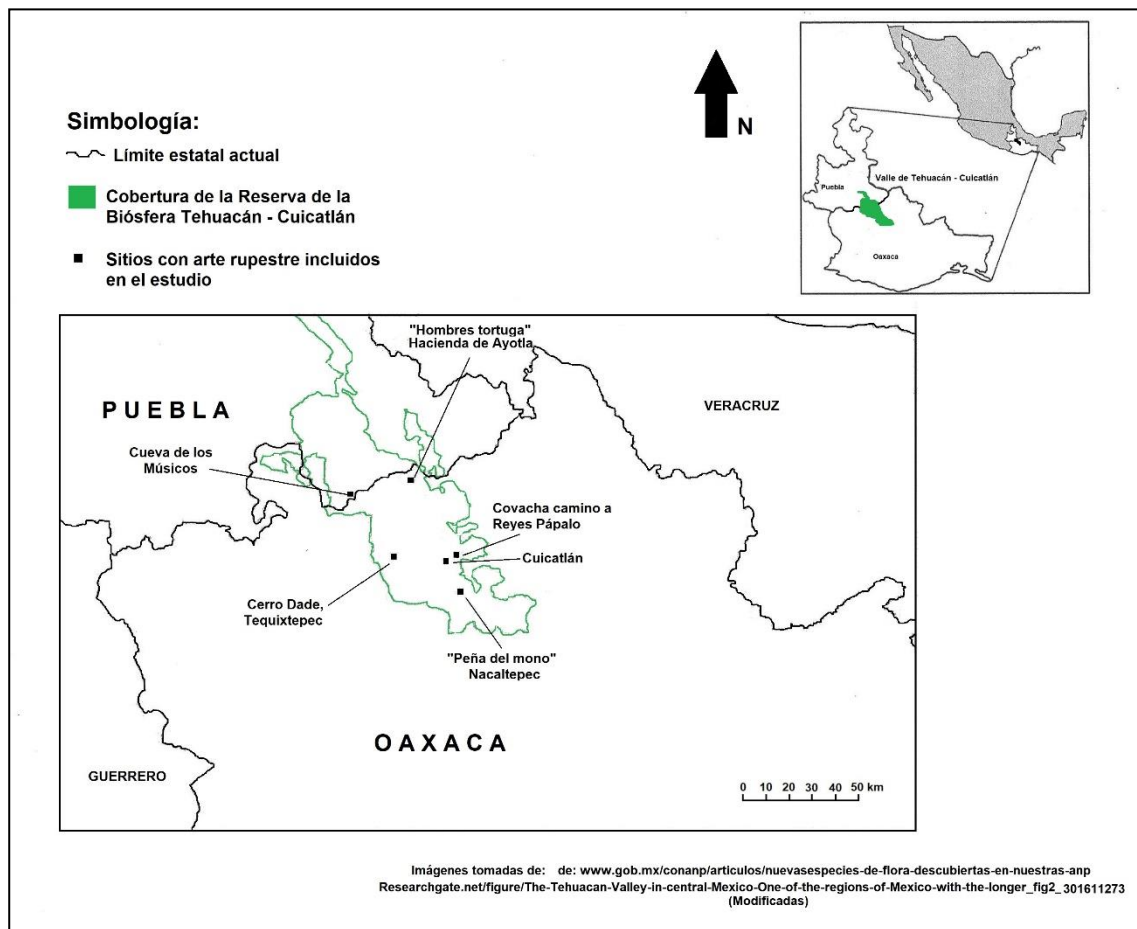 N
Simbología:
Límite estatal actual
Cobertura de la Reserva de la
Biósfera Tehuacán - Cuicatlán
Sitios con arte rupestre incluidos
en el estudio
Valle de Tehuacán - Cuicatlán
Puebla
Oaxaca
"Hombres tortuga"
Hacienda de Ayotla
PUEBLA
VERACRUZ
Cueva de los
Músicos
Covacha camino a
Reyes Pápalo
Cuicatlán
Cerro Dade,
Tequixtepec
"Peña del mono"
Nacaltepec
OAXACA
GUERRERO
0 10 20 30 40 50 km
Imágenes tomadas de: de: www.gob.mx/conanp/articulos/nuevasespecies-de-flora-descubiertas-en-nuestras-anp
Researchgate.net/figure/The-Tehuacan-Valley-in-central-Mexico-One-of-the-regions-of-Mexico-with-the-longer_fig2_301611273
(Modificadas)